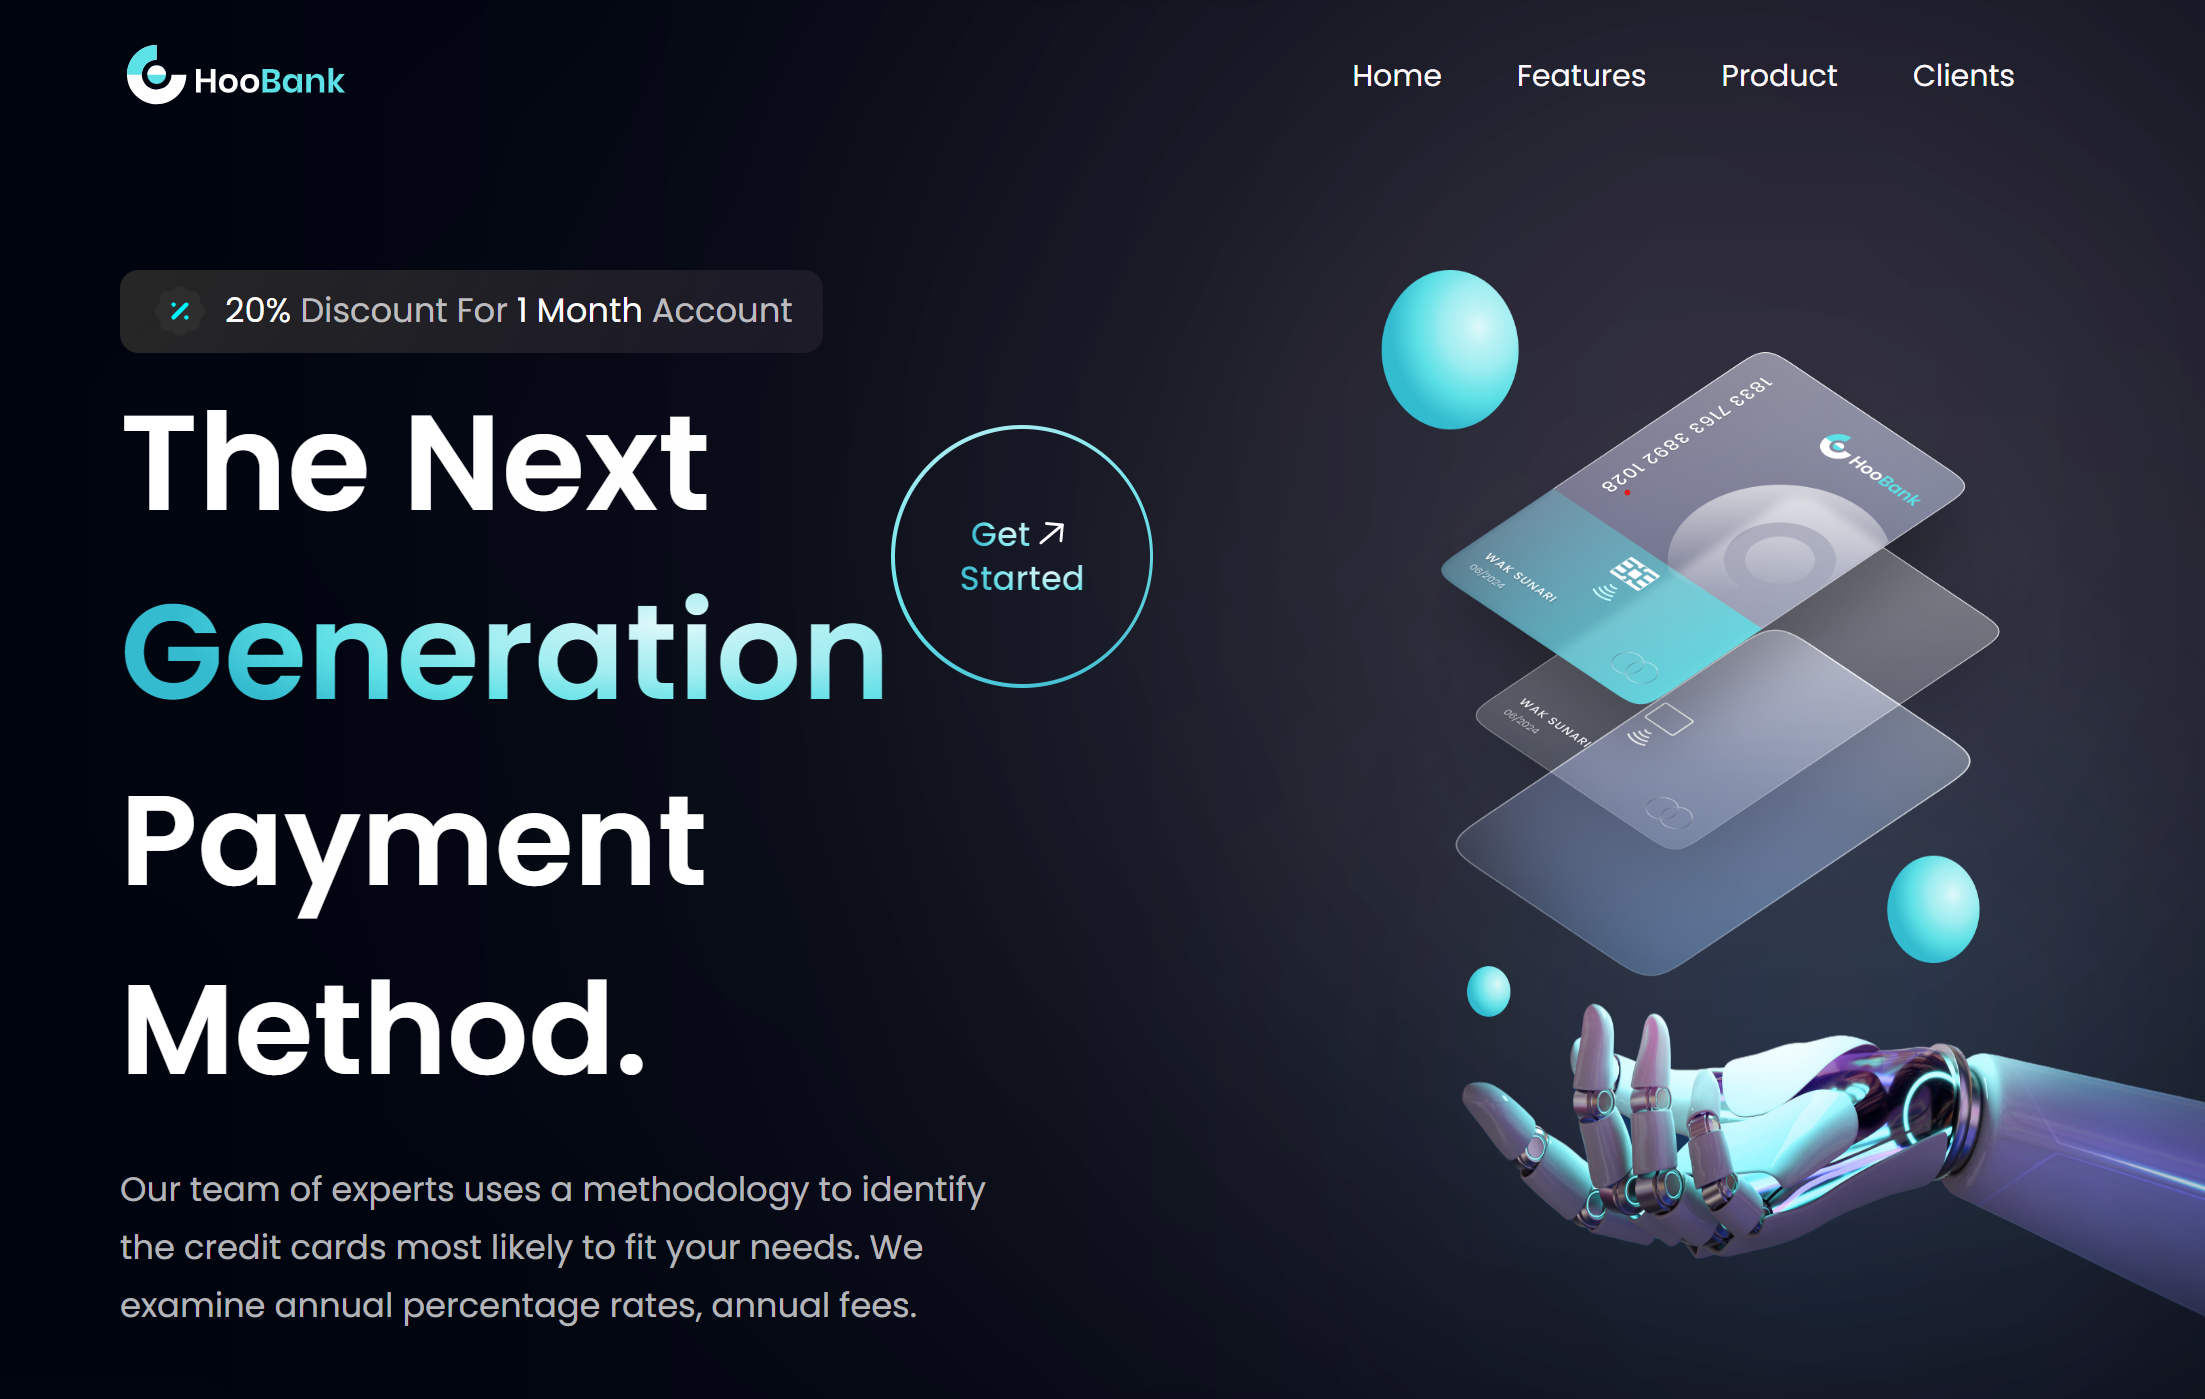 HooBank
Home Features Product Clients
20% Discount For 1 Month Account
The Next
Generation
Payment
Method.
Get
Started
Our team of experts uses a methodology to identify
the credit cards most likely to fit your needs. We
examine annual percentage rates, annual fees.
1833 7163 3892 1028
HooBank
WAK SUNARI
06/2024
WAK SUNARI
06/2024